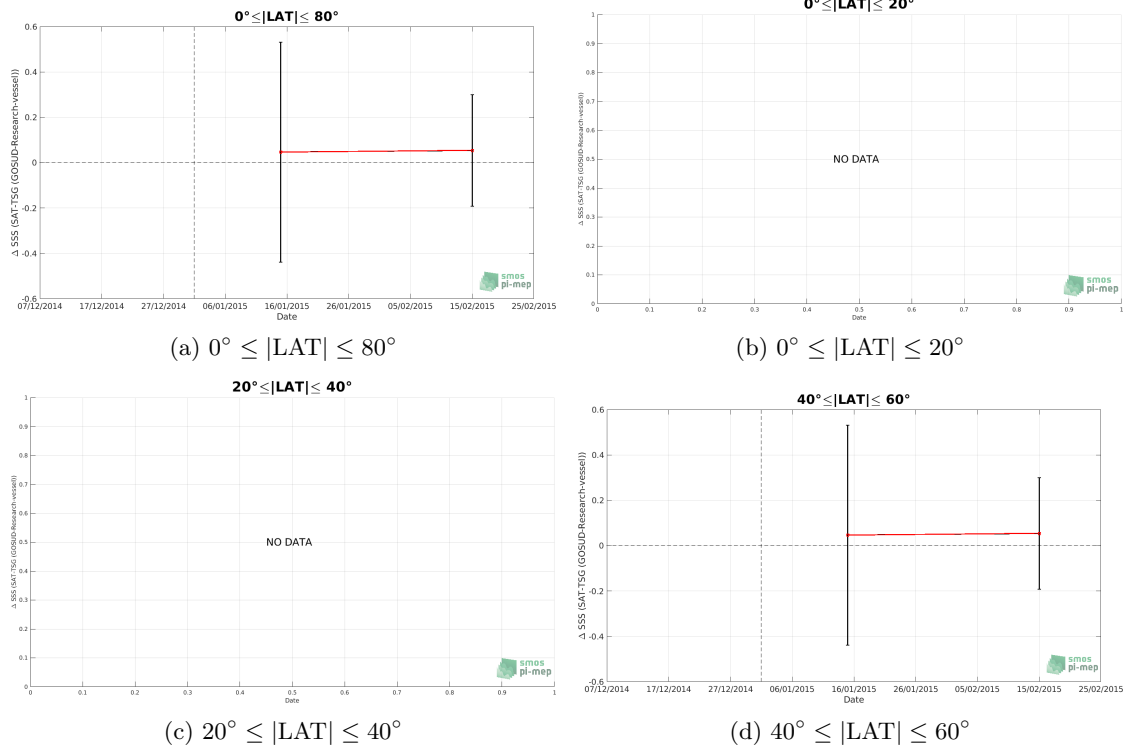 0°≤|LAT|≤ 80°
Δ SSS (SAT-TSG (GOSUD-Research-vessel))
0.6
0.4
0.2
0
-0.2
-0.4
-0.6
07/12/2014 17/12/2014 27/12/2014 06/01/2015 16/01/2015 26/01/2015 05/02/2015 15/02/2015 25/02/2015
Date
smos
pi-mep
(a) 0° ≤ |LAT| ≤ 80°
0°≤|LAT|≤ 20°
Δ SSS (SAT-TSG (GOSUD-Research-vessel))
1
0.9
0.8
0.7
0.6
0.5
0.4
0.3
0.2
0.1
0
NO DATA
0 0.1 0.2 0.3 0.4 0.5 0.6 0.7 0.8 0.9 1
Date
smos
pi-mep
(b) 0° ≤ |LAT| ≤ 20°
20°≤|LAT|≤ 40°
Δ SSS (SAT-TSG (GOSUD-Research-vessel))
1
0.9
0.8
0.7
0.6
0.5
0.4
0.3
0.2
0.1
0
NO DATA
0 0.1 0.2 0.3 0.4 0.5 0.6 0.7 0.8 0.9 1
Date
smos
pi-mep
(c) 20° ≤ |LAT| ≤ 40°
40°≤|LAT|≤ 60°
Δ SSS (SAT-TSG (GOSUD-Research-vessel))
0.6
0.4
0.2
0
-0.2
-0.4
-0.6
07/12/2014 17/12/2014 27/12/2014 06/01/2015 16/01/2015 26/01/2015 05/02/2015 15/02/2015 25/02/2015
Date
smos
pi-mep
(d) 40° ≤ |LAT| ≤ 60°